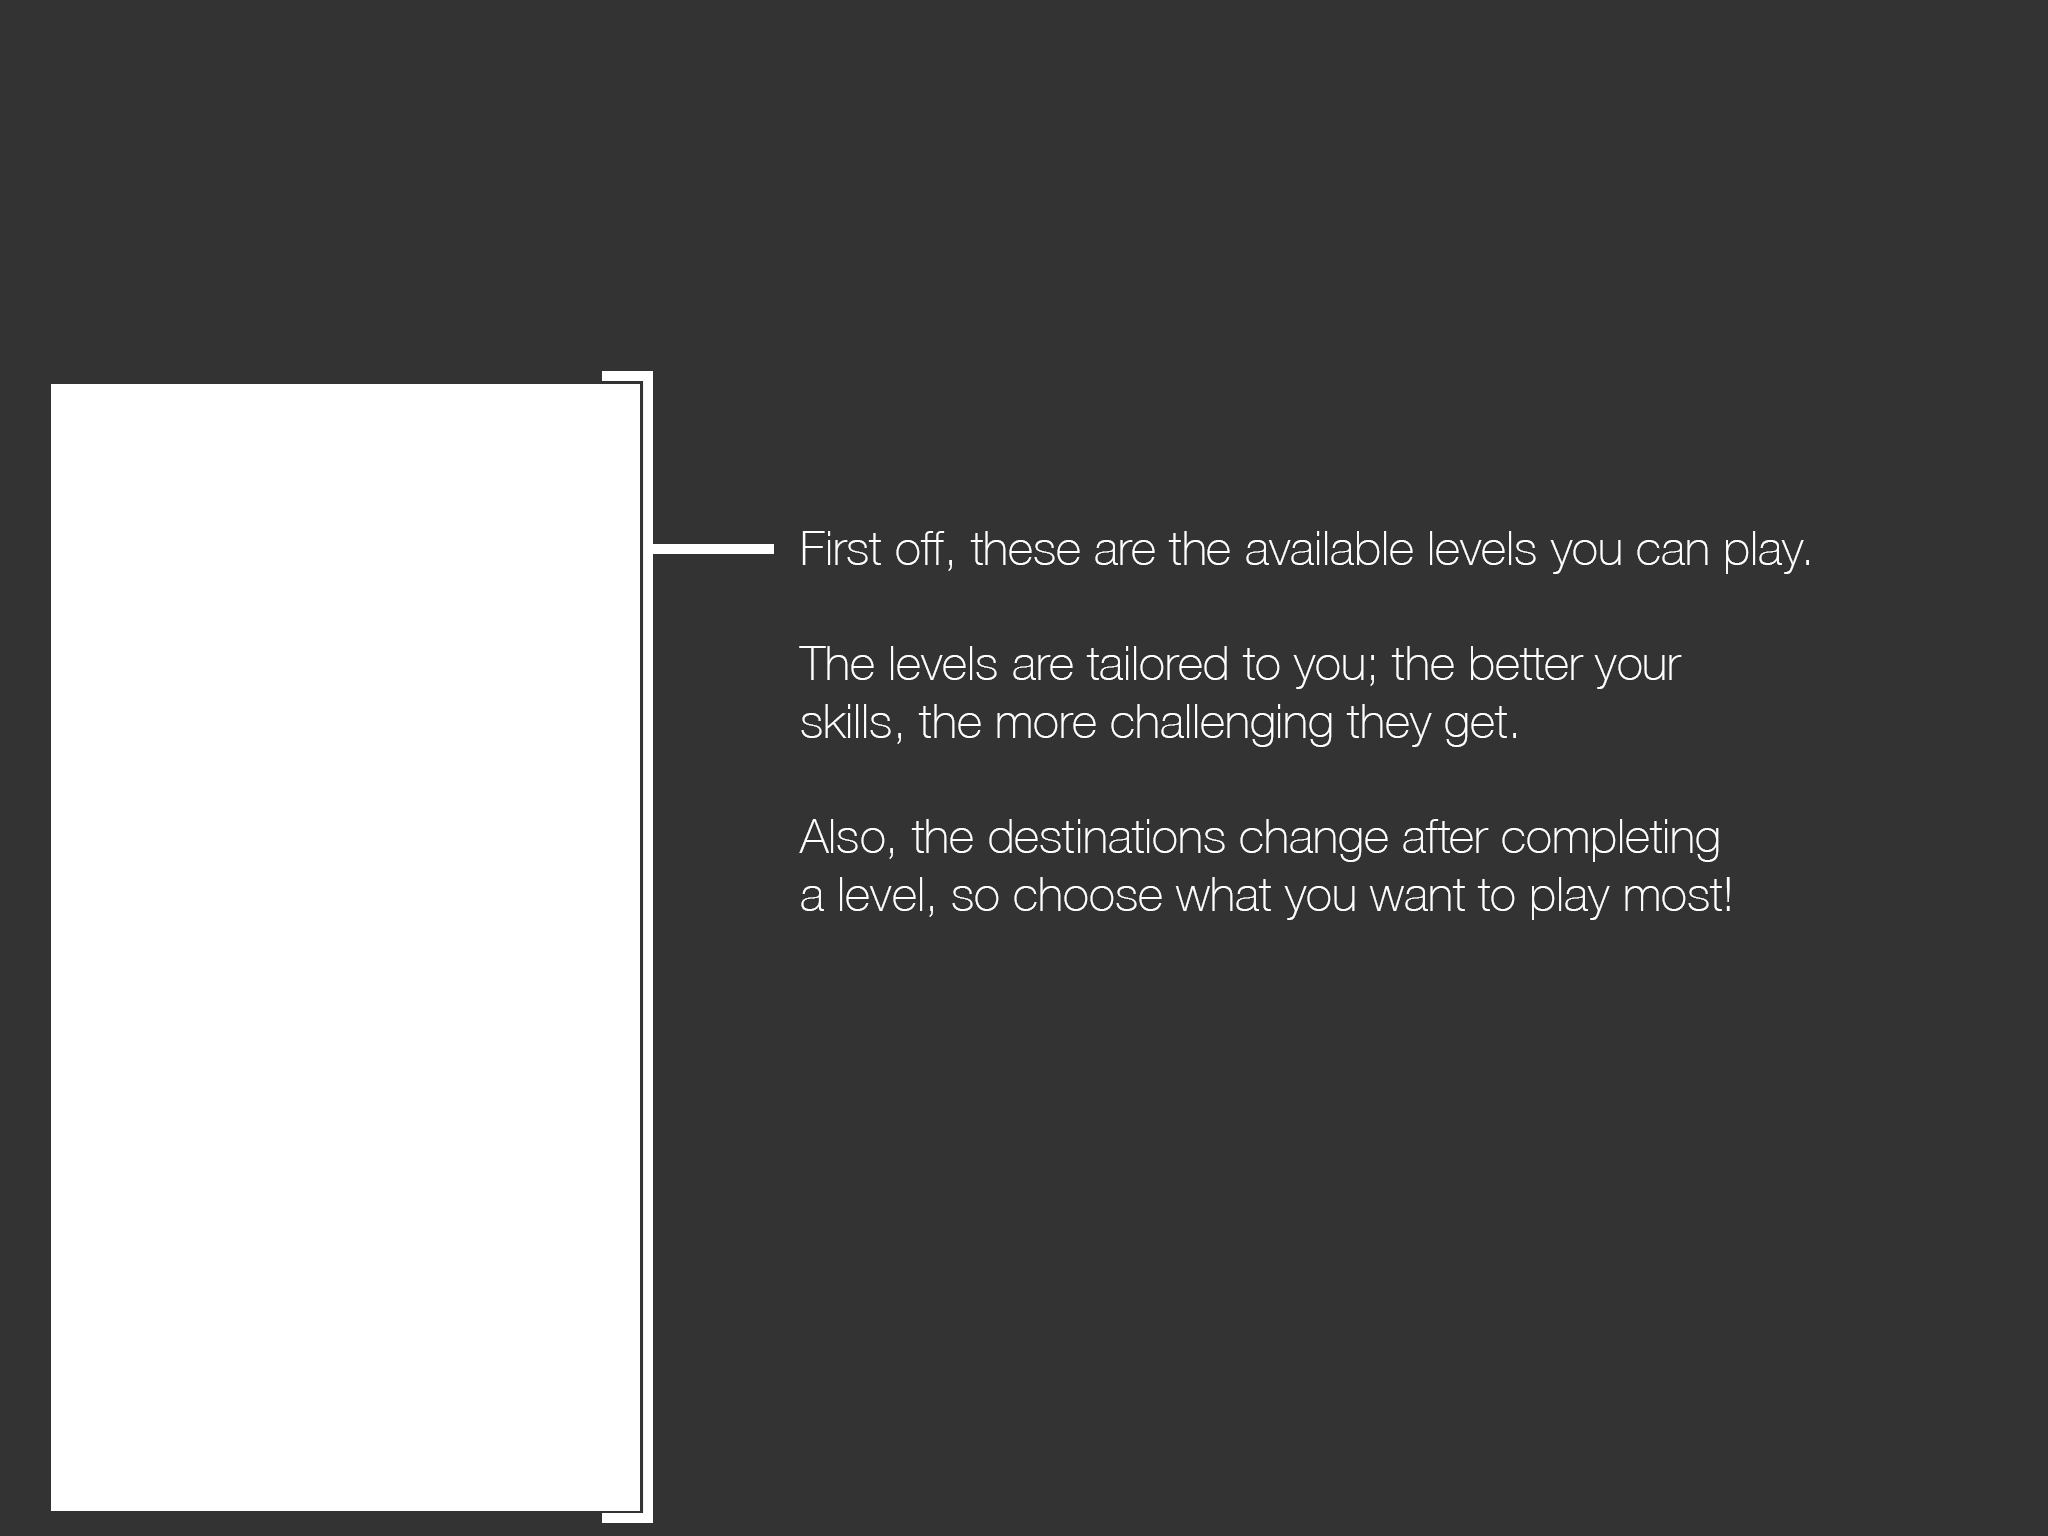 First off, these are the available levels you can play.
The levels are tailored to you; the better your
skills, the more challenging they get.
Also, the destinations change after completing
a level, so choose what you want to play most!